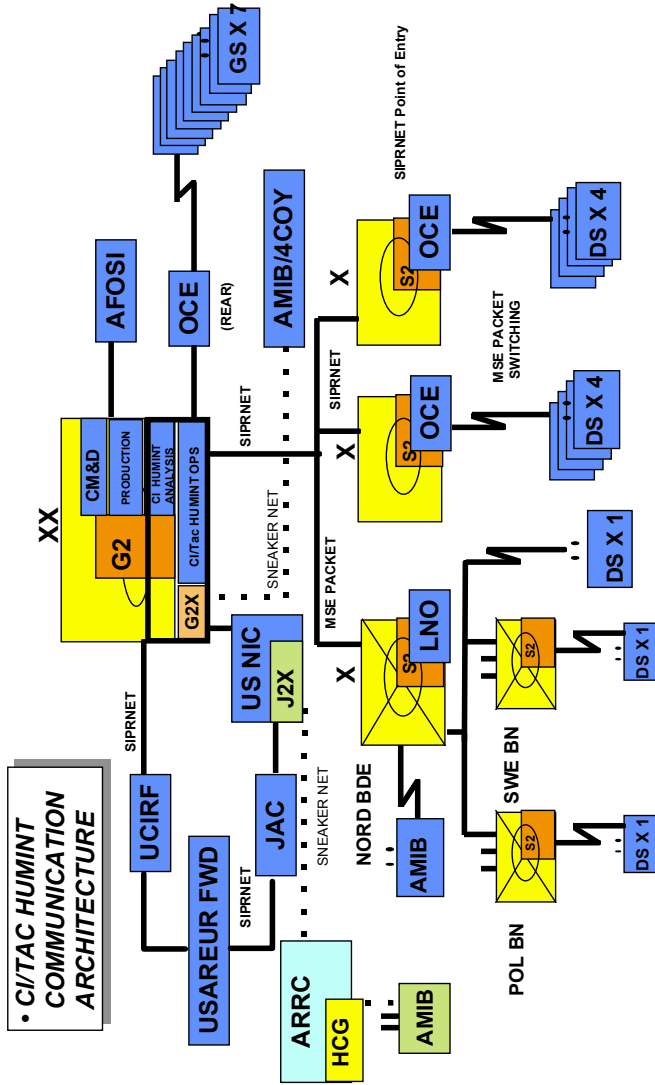 • CI/TAC HUMINT
COMMUNICATION
ARCHITECTURE
XX
G2
CM&D
PRODUCTION
CI HUMINT
ANALYSIS
CI/Tac HUMINT OPS
G2X
AFOSI
OCE
(REAR)
GS X 7
SIPRNET
UCIRF
USAREUR FWD
SIPRNET
JAC
US NIC
J2X
SNEAKER NET
AMIB/4COY
SIPRNET
SNEAKER NET
ARRC
HCG
AMIB
MSE PACKET
SIPRNET
SIPRNET Point of Entry
NORD BDE
X
S2
LNO
AMIB
X
S2
OCE
X
S2
OCE
MSE PACKET
SWITCHING
DS X 4
DS X 4
POL BN
S2
DS X 1
SWE BN
S2
DS X 1
DS X 1